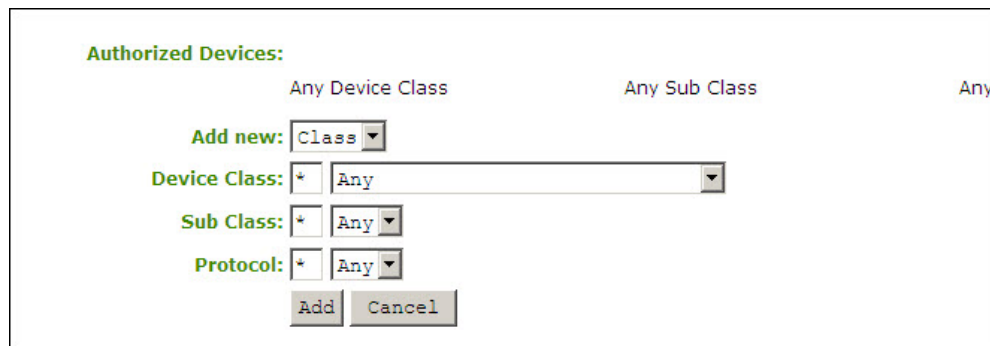 Authorized Devices:
Any Device Class Any Sub Class Any
Add new: Class
Device Class: * Any
Sub Class: * Any
Protocol: * Any
Add Cancel